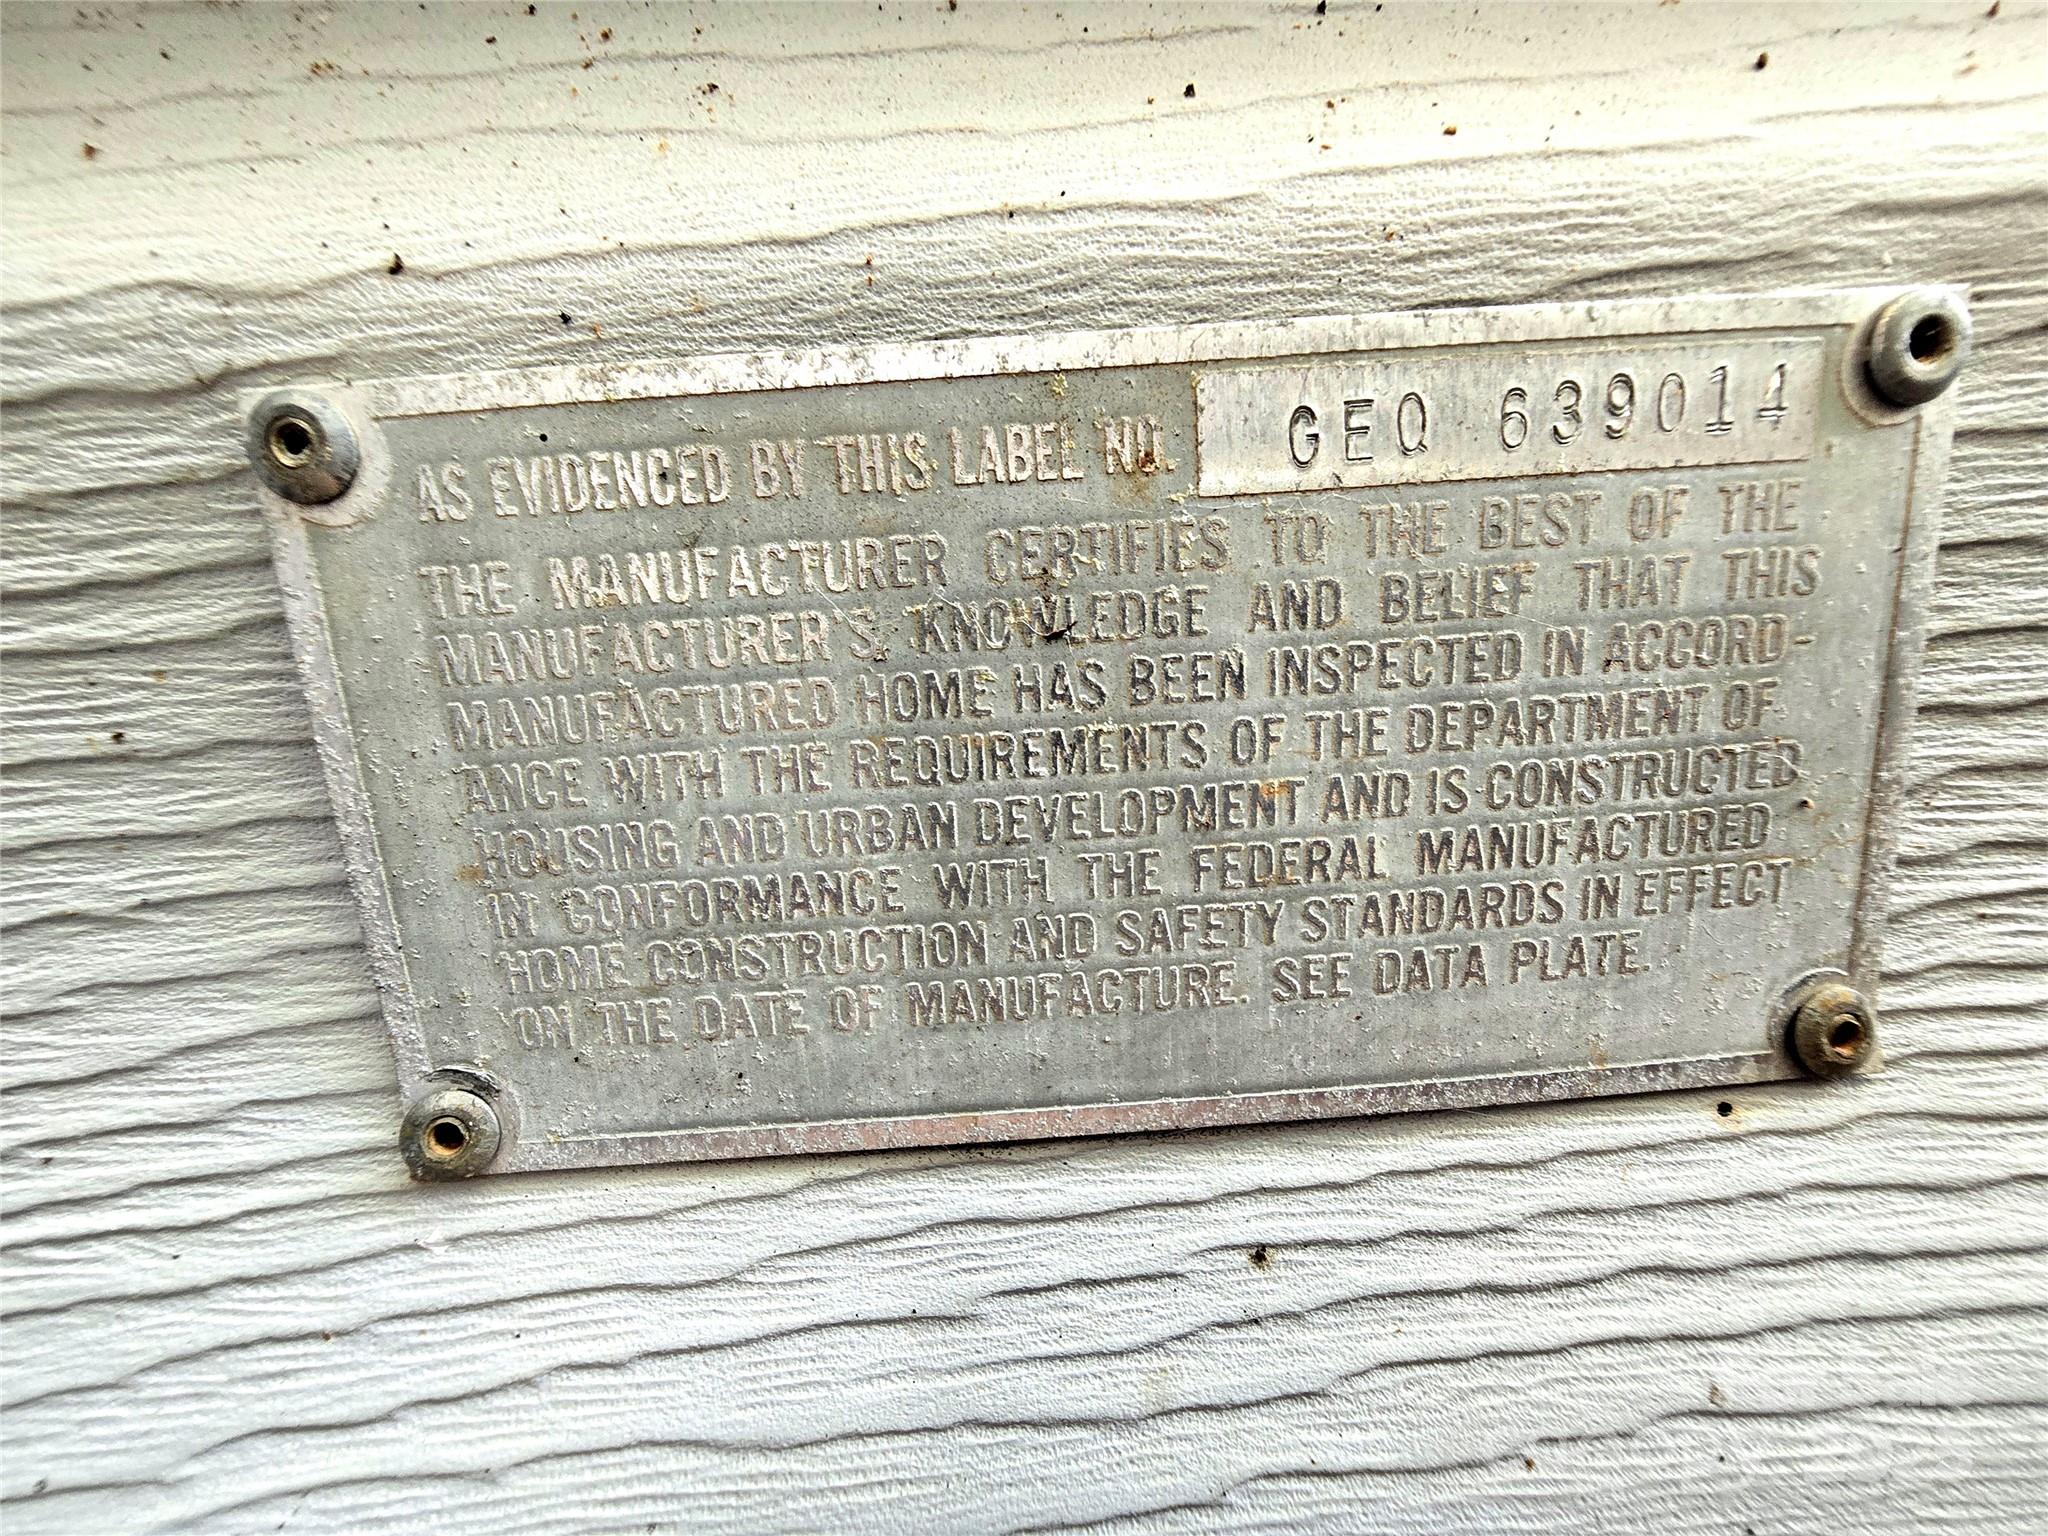 AS EVIDENCED BY THIS LABEL NO. GEO 639014
THE MANUFACTURER CERTIFIES TO THE BEST OF THE
MANUFACTURER'S KNOWLEDGE AND BELIEF THAT THIS
MANUFACTURED HOME HAS BEEN INSPECTED IN ACCORD-
ANCE WITH THE REQUIREMENTS OF THE DEPARTMENT OF
HOUSING AND URBAN DEVELOPMENT AND IS CONSTRUCTED
IN CONFORMANCE WITH THE FEDERAL MANUFACTURED
HOME CONSTRUCTION AND SAFETY STANDARDS IN EFFECT
ON THE DATE OF MANUFACTURE. SEE DATA PLATE.